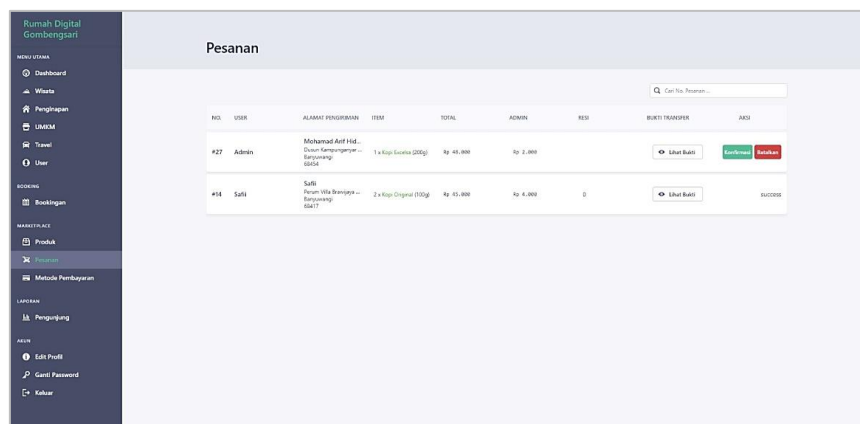 Rumah Digital
Gombengsari
MENU UTAMA
Dashboard
Wisata
Penginapan
UMKM
Travel
User
BOOKING
Bookingan
MARKETPLACE
Produk
Pesanan
Metode Pembayaran
LAPORAN
Pengunjung
AKUN
Edit Profil
Ganti Password
Keluar
Pesanan
Cari No. Pesanan ...
NO. USER ALAMAT PENGIRIMAN ITEM TOTAL ADMIN RESI BUKTI TRANSFER AKSI
Mohamad Arif Hid...
#27 Admin Dusun Kampunganyar ... 1 x Kopi Excelsa (200g) Rp 48.000 Rp 2.000 Lihat Bukti Konfirmasi Batalkan
Banyuwangi
68454
Safii
#14 Safii Perum Villa Brawijaya ... 2 x Kopi Original (100g) Rp 45.000 Rp 4.000 0 Lihat Bukti success
Banyuwangi
68417